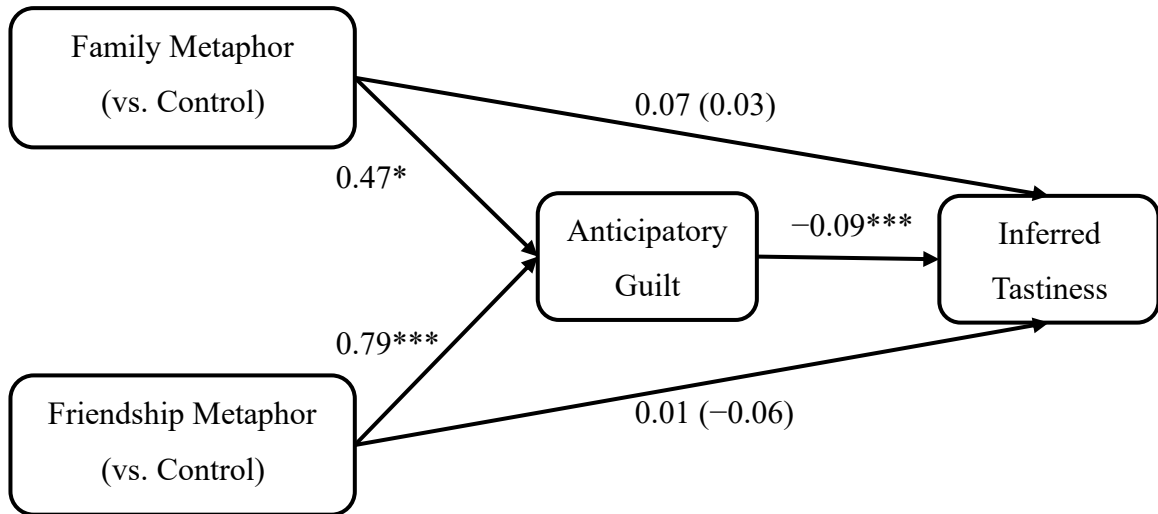 Family Metaphor
(vs. Control)
0.07 (0.03)
0.47*
Anticipatory
Guilt
−0.09***
Inferred
Tastiness
0.79***
Friendship Metaphor
(vs. Control)
0.01 (−0.06)